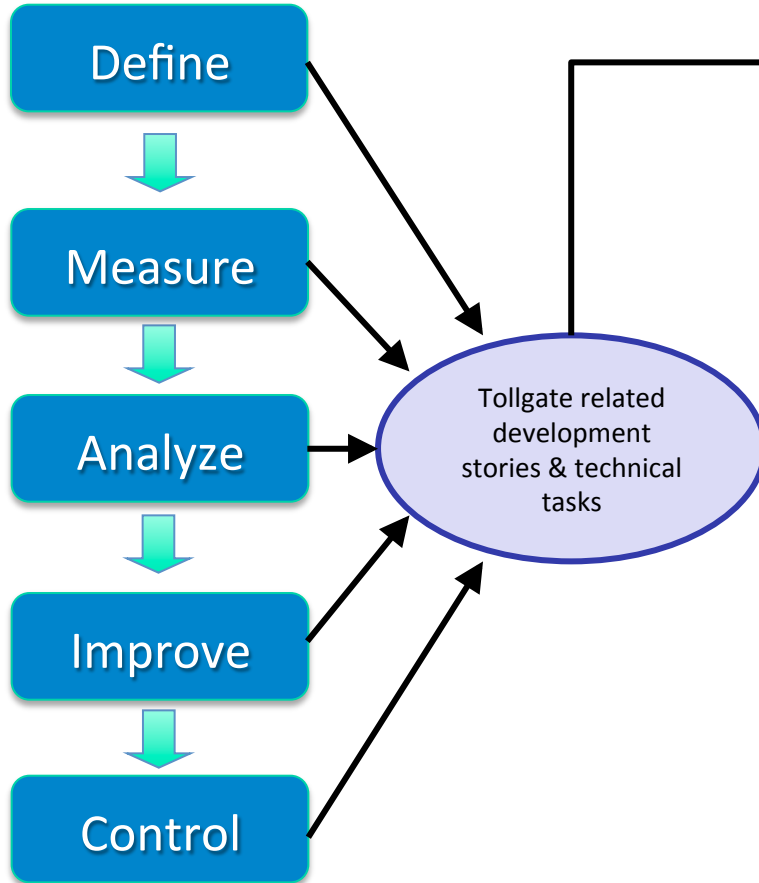 Define
Measure
Analyze
Tollgate related
development
stories & technical
tasks
Improve
Control